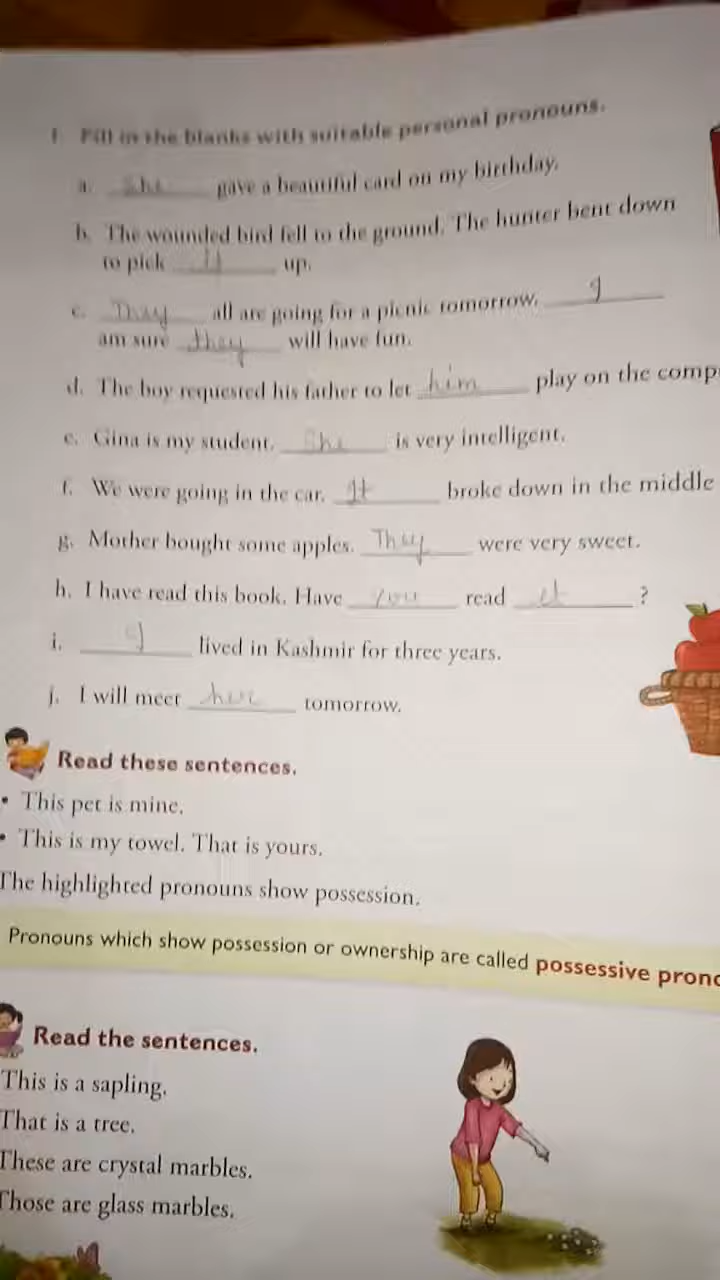 1. Fill in the blanks with suitable personal pronouns.
a. She gave a beautiful card on my birthday.
b. The wounded bird fell to the ground. The hunter bent down
to pick it up.
c. They all are going for a picnic tomorrow. I
am sure they will have fun.
d. The boy requested his father to let him play on the comp
e. Gina is my student. She is very intelligent.
f. We were going in the car. It broke down in the middle
g. Mother bought some apples. They were very sweet.
h. I have read this book. Have you read it ?
i. I lived in Kashmir for three years.
j. I will meet her tomorrow.
Read these sentences.
• This pet is mine.
• This is my towel. That is yours.
The highlighted pronouns show possession.
Pronouns which show possession or ownership are called possessive prono
Read the sentences.
This is a sapling.
That is a tree.
These are crystal marbles.
Those are glass marbles.